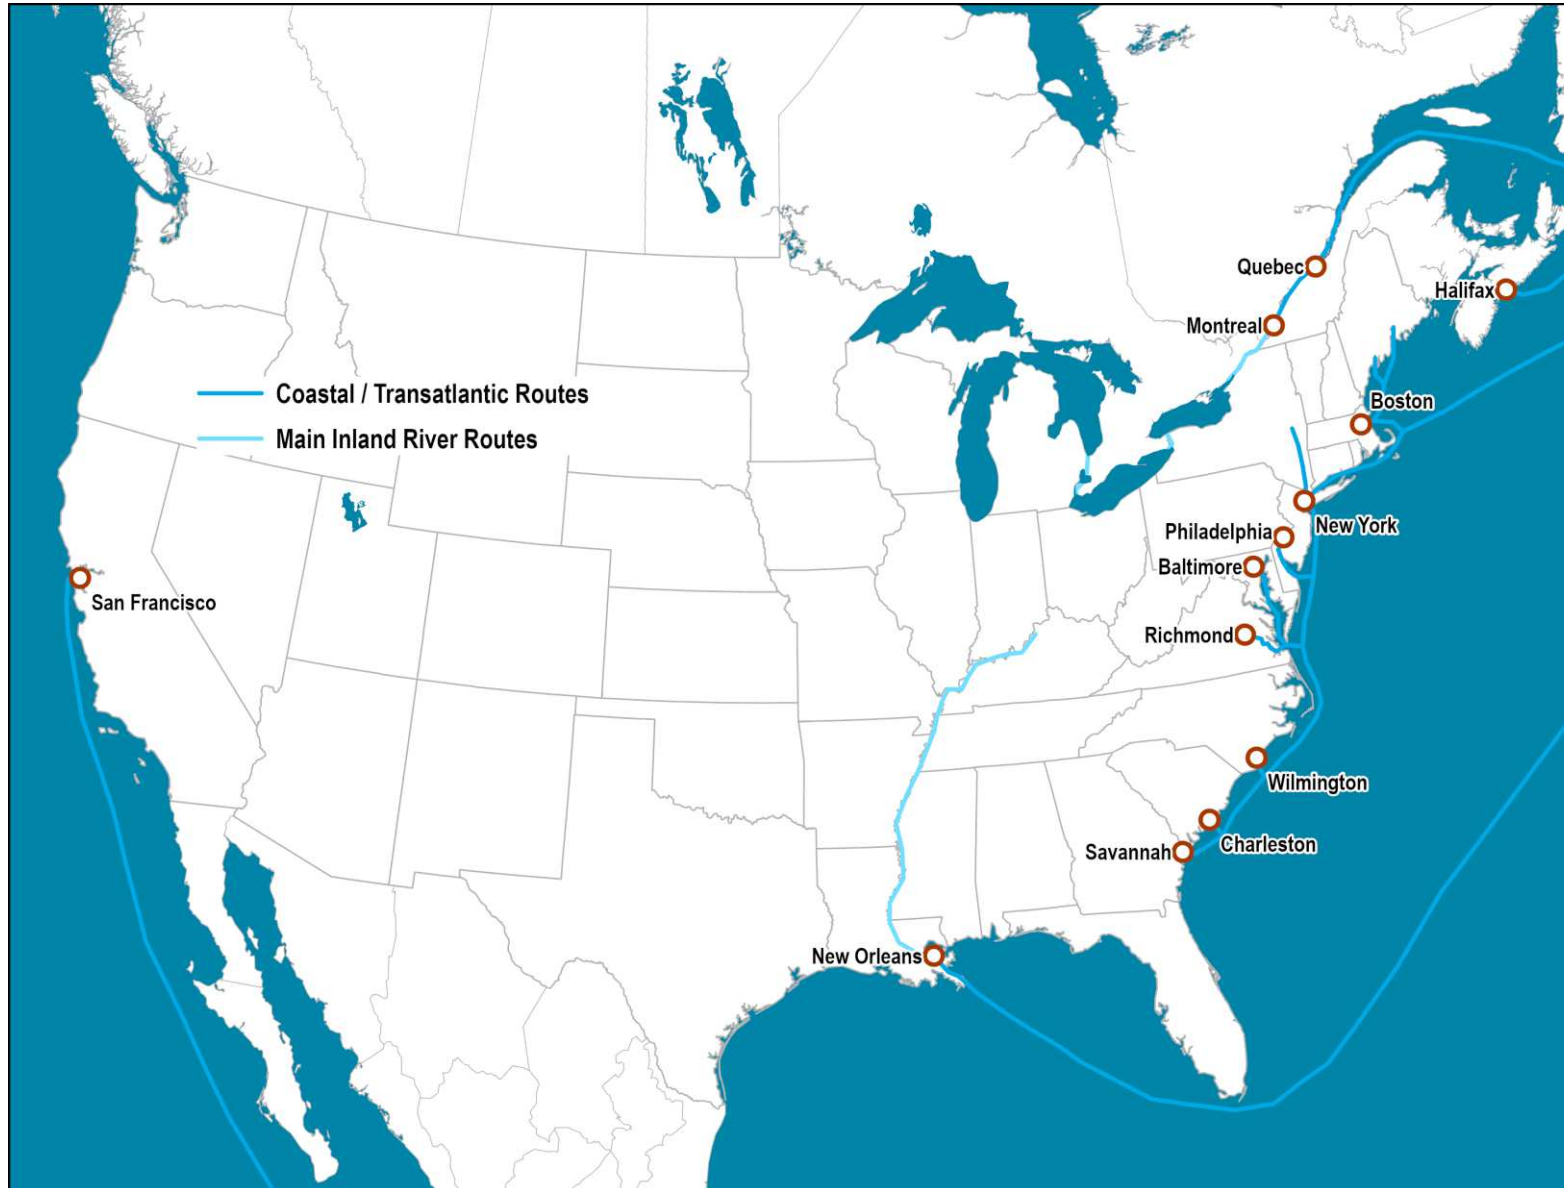 Quebec
Halifax
Montreal
Coastal / Transatlantic Routes
Boston
Main Inland River Routes
New York
Philadelphia
Baltimore
San Francisco
Richmond
Wilmington
Charleston
Savannah
New Orleans